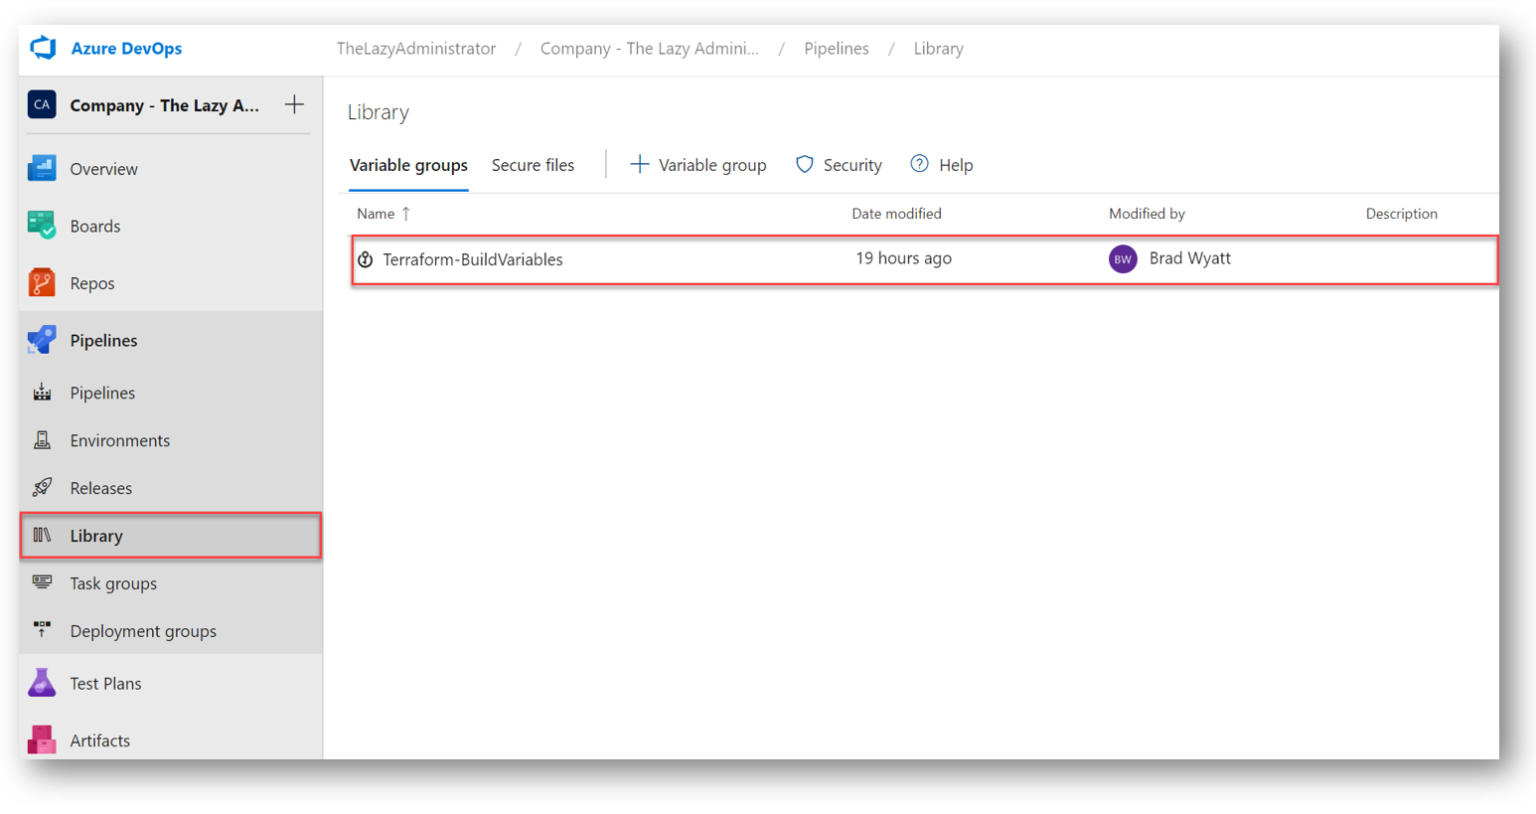 Azure DevOps
TheLazyAdministrator / Company - The Lazy Admini... / Pipelines / Library
CA Company - The Lazy A...
Overview
Boards
Repos
Pipelines
Pipelines
Environments
Releases
Library
Task groups
Deployment groups
Test Plans
Artifacts
Library
Variable groups Secure files Variable group Security Help
Name ↑ Date modified Modified by Description
Terraform-BuildVariables 19 hours ago BW Brad Wyatt